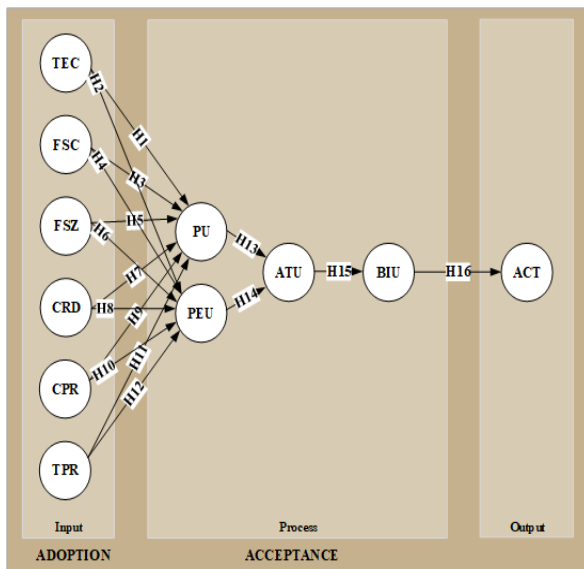 TEC
H2
H1
FSC
H4
H3
FSZ
H5
H6
PU
H13
H7
CRD
H8
H9
PEU
H14
ATU
H15
BIU
H16
ACT
H11
CPR
H10
H12
TPR
Input
Process
Output
ADOPTION
ACCEPTANCE